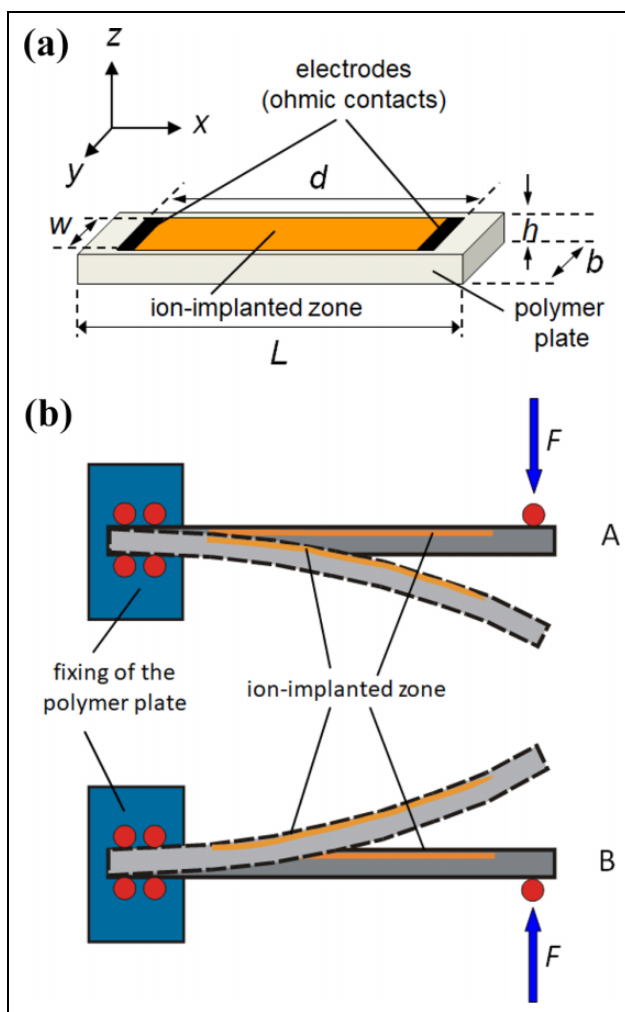 (a)
z
x
y
electrodes
(ohmic contacts)
d
w
h
b
ion-implanted zone
polymer
plate
L
(b)
F
A
fixing of the
polymer plate
ion-implanted zone
B
F